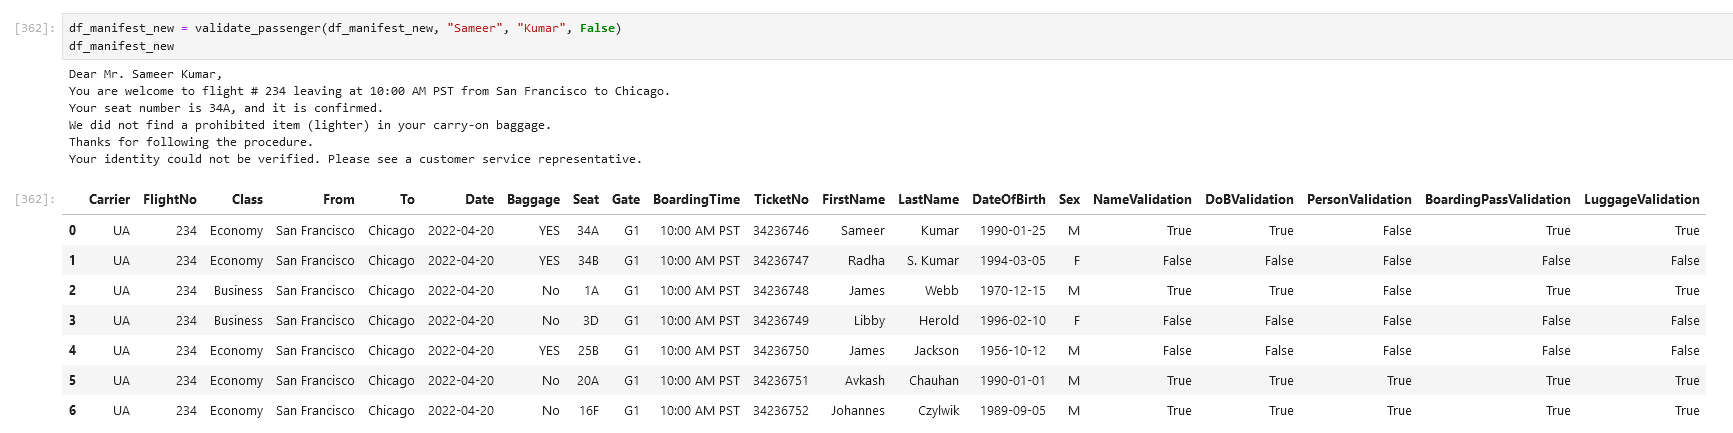 [362]: df_manifest_new = validate_passenger(df_manifest_new, "Sameer", "Kumar", False)
df_manifest_new
Dear Mr. Sameer Kumar,
You are welcome to flight # 234 leaving at 10:00 AM PST from San Francisco to Chicago.
Your seat number is 34A, and it is confirmed.
We did not find a prohibited item (lighter) in your carry-on baggage.
Thanks for following the procedure.
Your identity could not be verified. Please see a customer service representative.
[362]: Carrier FlightNo Class From To Date Baggage Seat Gate BoardingTime TicketNo FirstName LastName DateOfBirth Sex NameValidation DoBValidation PersonValidation BoardingPassValidation LuggageValidation
0 UA 234 Economy San Francisco Chicago 2022-04-20 YES 34A G1 10:00 AM PST 34236746 Sameer Kumar 1990-01-25 M True True False True True
1 UA 234 Economy San Francisco Chicago 2022-04-20 YES 34B G1 10:00 AM PST 34236747 Radha S. Kumar 1994-03-05 F False False False False False
2 UA 234 Business San Francisco Chicago 2022-04-20 No 1A G1 10:00 AM PST 34236748 James Webb 1970-12-15 M True True False True True
3 UA 234 Business San Francisco Chicago 2022-04-20 No 3D G1 10:00 AM PST 34236749 Libby Herold 1996-02-10 F False False False False False
4 UA 234 Economy San Francisco Chicago 2022-04-20 YES 25B G1 10:00 AM PST 34236750 James Jackson 1956-10-12 M False False False False False
5 UA 234 Economy San Francisco Chicago 2022-04-20 No 20A G1 10:00 AM PST 34236751 Avkash Chauhan 1990-01-01 M True True True True True
6 UA 234 Economy San Francisco Chicago 2022-04-20 No 16F G1 10:00 AM PST 34236752 Johannes Czylwik 1989-09-05 M True True True True True